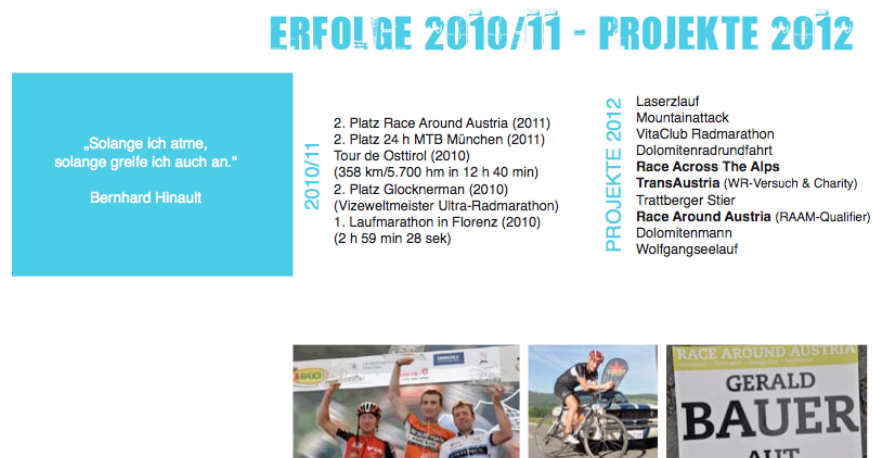 ERFOLGE 2010/11 - PROJEKTE 2012
„Solange ich atme,
solange greife ich auch an.“
Bernhard Hinault
2010/11
2. Platz Race Around Austria (2011)
2. Platz 24 h MTB München (2011)
Tour de Osttirol (2010)
(358 km/5.700 hm in 12 h 40 min)
2. Platz Glocknerman (2010)
(Vizeweltmeister Ultra-Radmarathon)
1. Laufmarathon in Florenz (2010)
(2 h 59 min 28 sek)
PROJEKTE 2012
Laserzlauf
Mountainattack
VitaClub Radmarathon
Dolomitenradrundfahrt
Race Across The Alps
TransAustria (WR-Versuch & Charity)
Trattberger Stier
Race Around Austria (RAAM-Qualifier)
Dolomitenmann
Wolfgangseelauf
RACE AROUND AUSTRIA
GERALD
BAUER
AUT